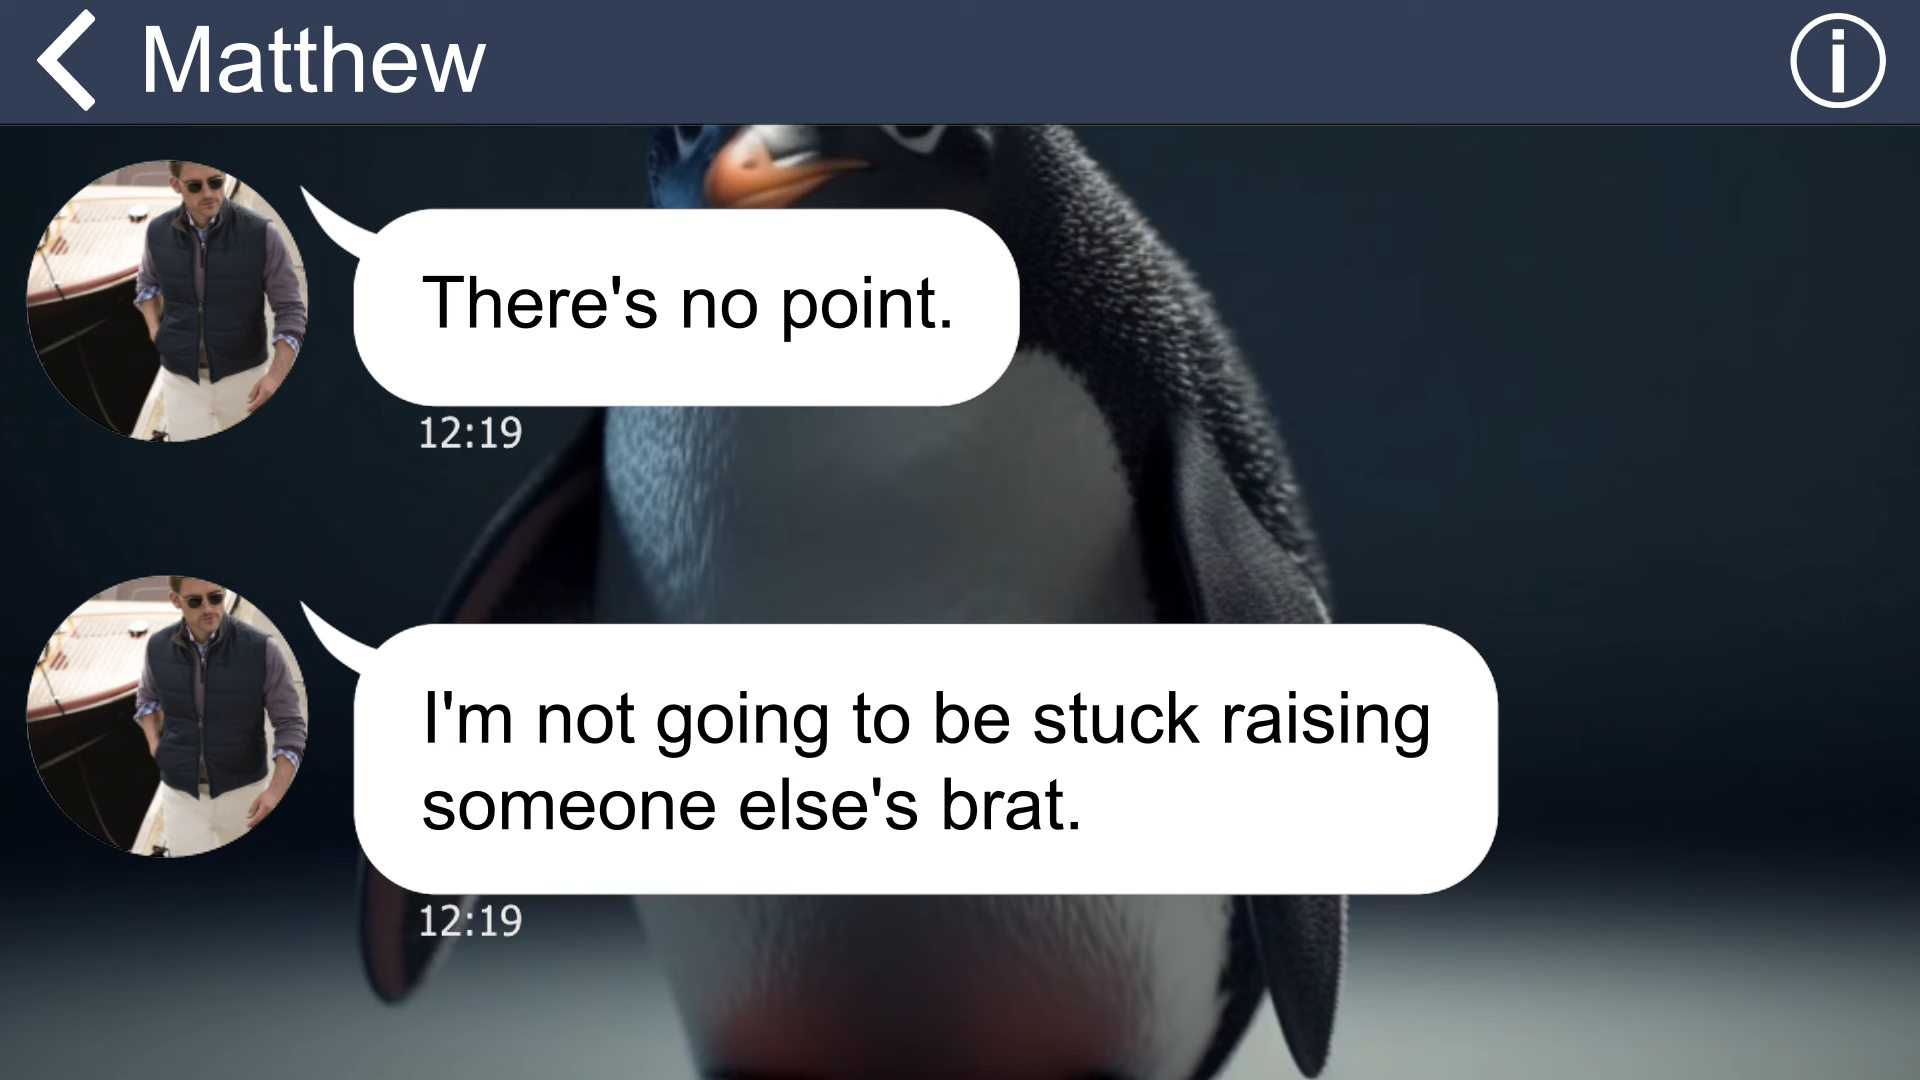 Matthew
There's no point.
12:19
I'm not going to be stuck raising
someone else's brat.
12:19